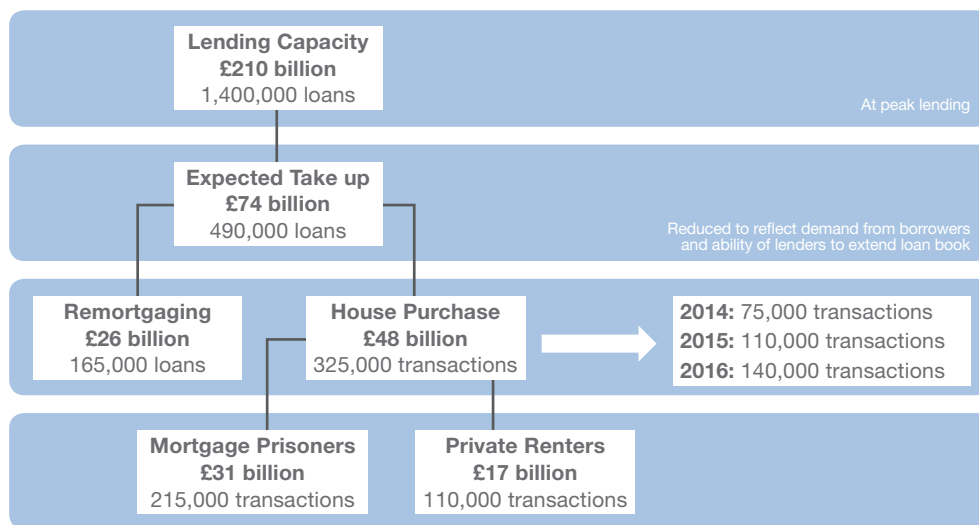 Lending Capacity
£210 billion
1,400,000 loans
At peak lending
Expected Take up
£74 billion
490,000 loans
Reduced to reflect demand from borrowers
and ability of lenders to extend loan book
Remortgaging
£26 billion
165,000 loans
House Purchase
£48 billion
325,000 transactions
2014: 75,000 transactions
2015: 110,000 transactions
2016: 140,000 transactions
Mortgage Prisoners
£31 billion
215,000 transactions
Private Renters
£17 billion
110,000 transactions